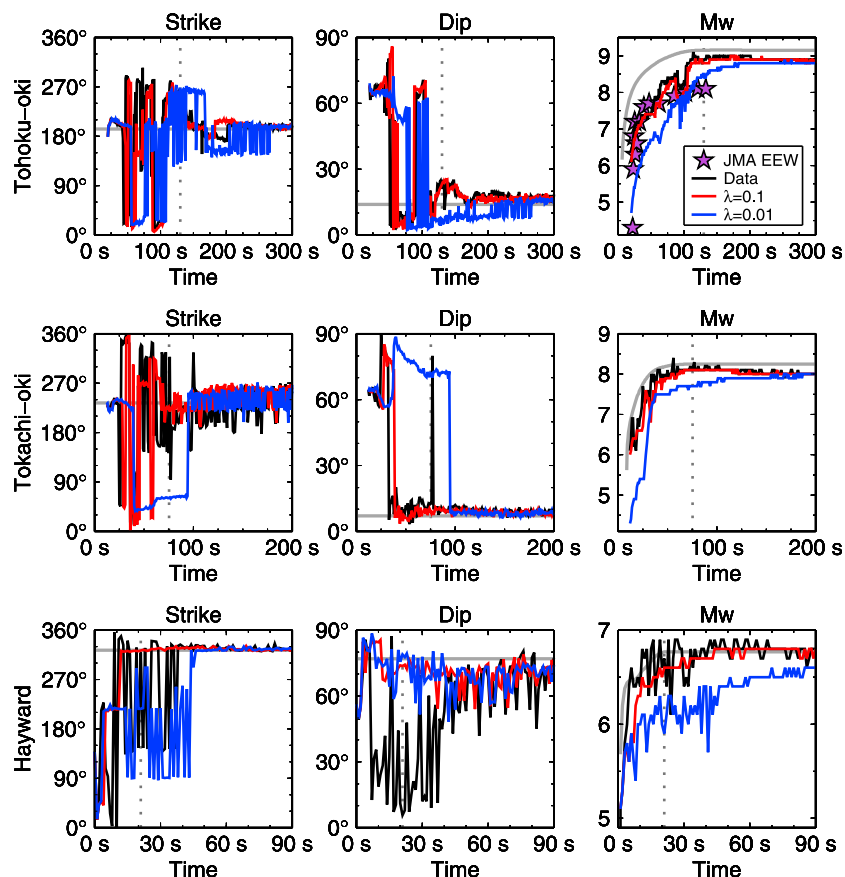 Strike Dip Mw
360° 90° 9
270° 8
Tohoku−oki 180° 60° 7
90° 30° 6
0° 0° 5
JMA EEW
Data
λ=0.1
λ=0.01
0 s 100 s 200 s 300 s 0 s 100 s 200 s 300 s 0 s 100 s 200 s 300 s
Time Time Time
Strike Dip Mw
360° 90° 9
270° 8
Tokachi−oki 180° 60° 7
90° 30° 6
0° 0° 5
4
0 s 100 s 200 s 0 s 100 s 200 s 0 s 100 s 200 s
Time Time Time
Strike Dip Mw
360° 90° 7
270° 60°
Hayward 180° 6
90° 30°
0° 0° 5
0 s 30 s 60 s 90 s 0 s 30 s 60 s 90 s 0 s 30 s 60 s 90 s
Time Time Time